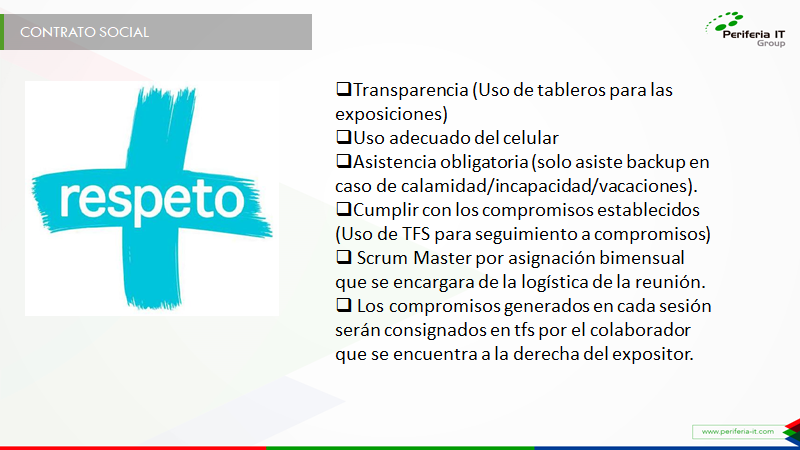 CONTRATO SOCIAL
Periferia IT
Group
respeto
❑Transparencia (Uso de tableros para las
exposiciones)
❑Uso adecuado del celular
❑Asistencia obligatoria (solo asiste backup en
caso de calamidad/incapacidad/vacaciones).
❑Cumplir con los compromisos establecidos
(Uso de TFS para seguimiento a compromisos)
❑ Scrum Master por asignación bimensual
que se encargara de la logística de la reunión.
❑ Los compromisos generados en cada sesión
serán consignados en tfs por el colaborador
que se encuentra a la derecha del expositor.
www.periferia-it.com